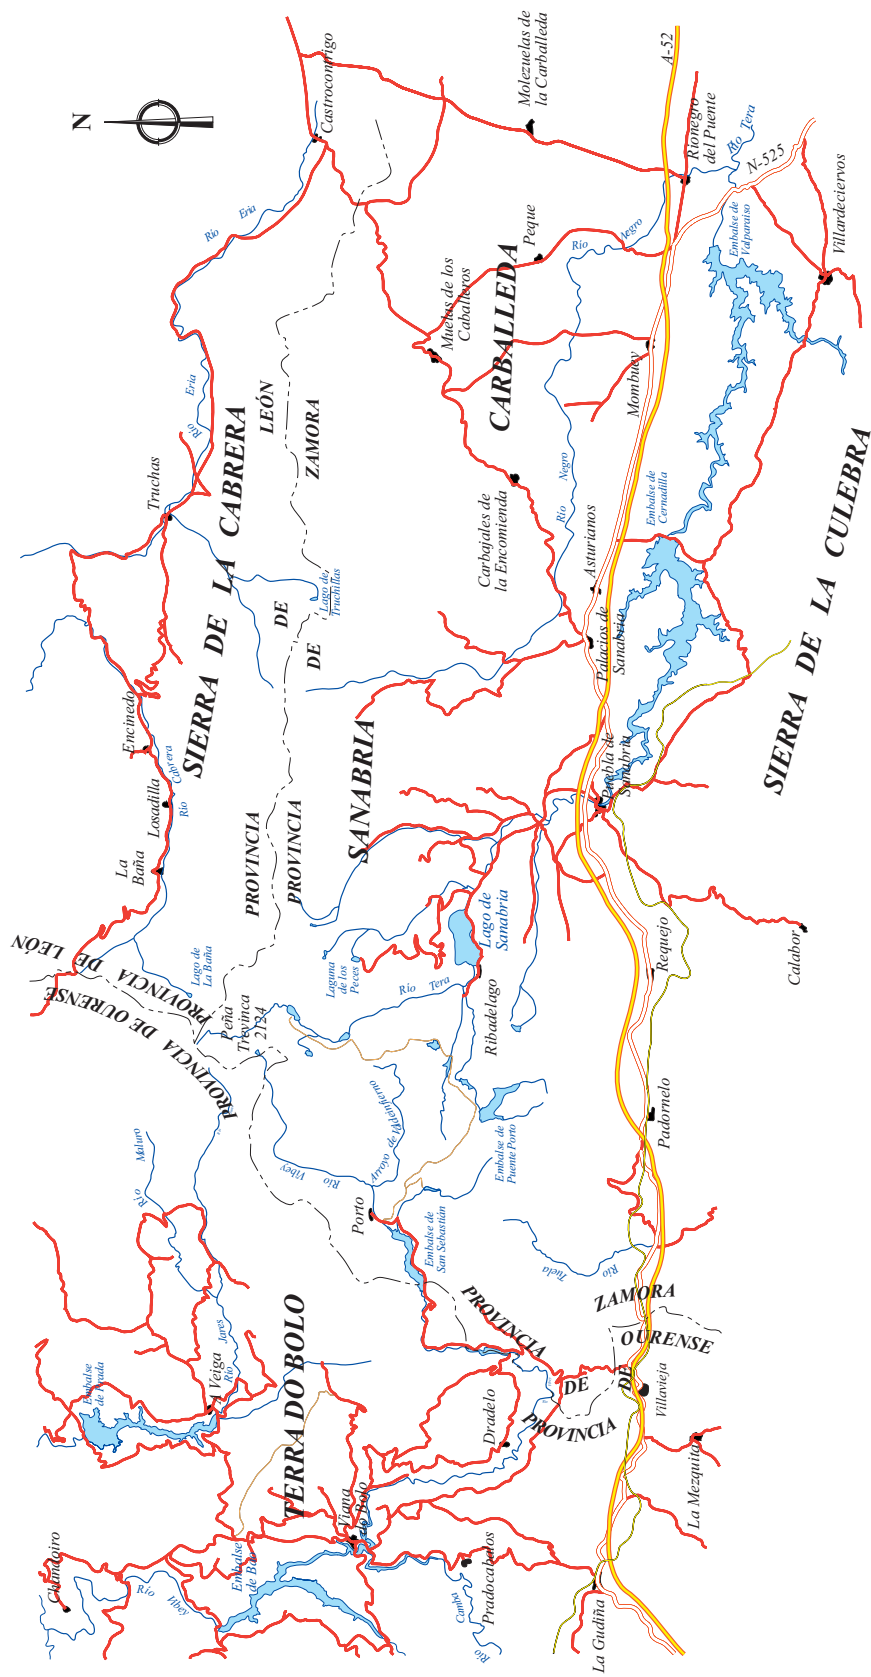 N
Castrocontrigo
Molezuelas de
la Carballeda
A-52
Rionegro
del Puente
Río Tera
N-525
Villardeciervos
Embalse de
Valparaíso
Río Eria
Río Negro
Peque
CARBALLEDA
Muelas de los
Caballeros
Mombuey
Río Eria
LEÓN
ZAMORA
Truchas
SIERRA DE LA CABRERA
Carbajales de
la Encomienda
Río Negro
Asturianos
Embalse de
Cernadilla
SIERRA DE LA CULEBRA
Lago de
Truchillas
DE
DE
Palacios de
Sanabria
Encinedo
Río Cabrera
Losadilla
La
Baña
PROVINCIA
PROVINCIA
SANABRIA
Puebla de
Sanabria
Lago de
Sanabria
Requejo
Calabor
PROVINCIA DE LEÓN
PROVINCIA DE OURENSE
Lago de
La Baña
Laguna
de los
Peces
Río Tera
Ribadelago
Peña
Trevinca
2124
Padornelo
Río Maluro
Río Vibey
Arroyo de Valdeinfierno
Embalse de
Puente Porto
Porto
Embalse de
San Sebastián
Río Tuela
PROVINCIA
DE
ZAMORA
PROVINCIA
DE
OURENSE
Villavieja
TERRA DO BOLO
A Veiga
Río Jares
Embalse
de Prada
Dradelo
La Mezquita
Viana
do Bolo
Embalse
de Bao
Chandoiro
Río Vibey
Pradocabalos
Río Camba
La Gudiña